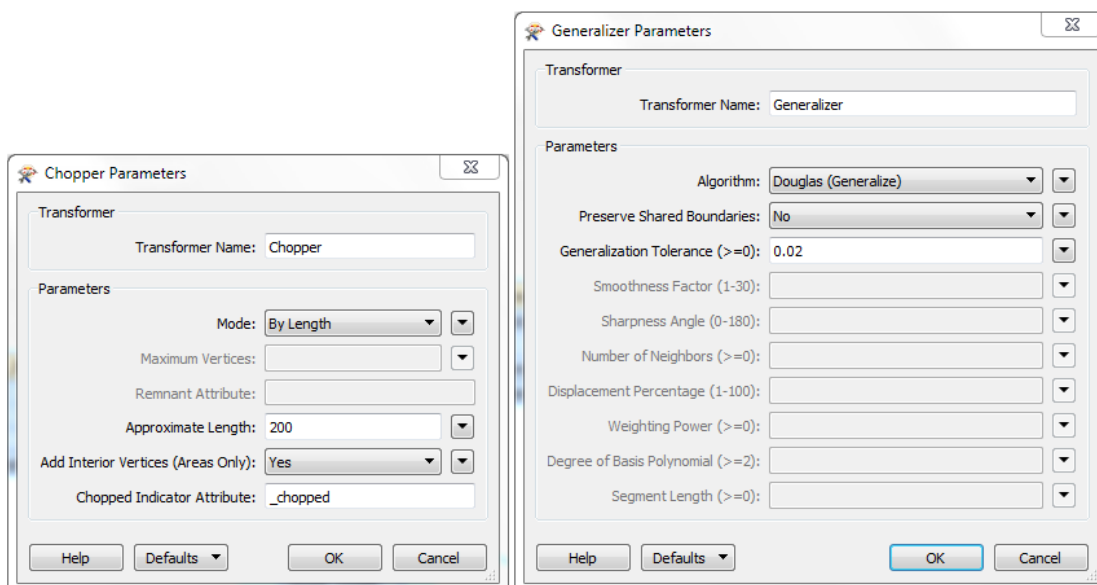 Chopper Parameters
Transformer
Transformer Name: Chopper
Parameters
Mode: By Length
Maximum Vertices:
Remnant Attribute:
Approximate Length: 200
Add Interior Vertices (Areas Only): Yes
Chopped Indicator Attribute: _chopped
Help Defaults OK Cancel
Generalizer Parameters
Transformer
Transformer Name: Generalizer
Parameters
Algorithm: Douglas (Generalize)
Preserve Shared Boundaries: No
Generalization Tolerance (>=0): 0.02
Smoothness Factor (1-30):
Sharpness Angle (0-180):
Number of Neighbors (>=0):
Displacement Percentage (1-100):
Weighting Power (>=0):
Degree of Basis Polynomial (>=2):
Segment Length (>=0):
Help Defaults OK Cancel